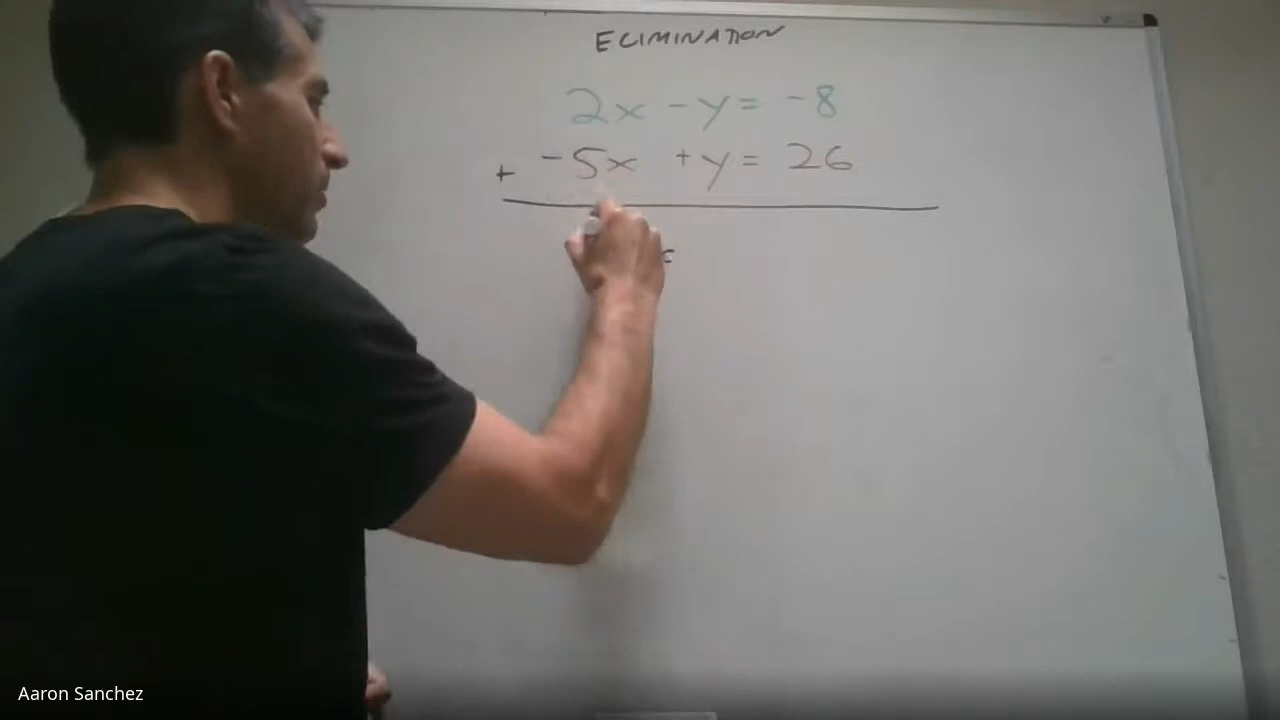 ELIMINATION
2x - y = -8
+ -5x + y = 26
Aaron Sanchez